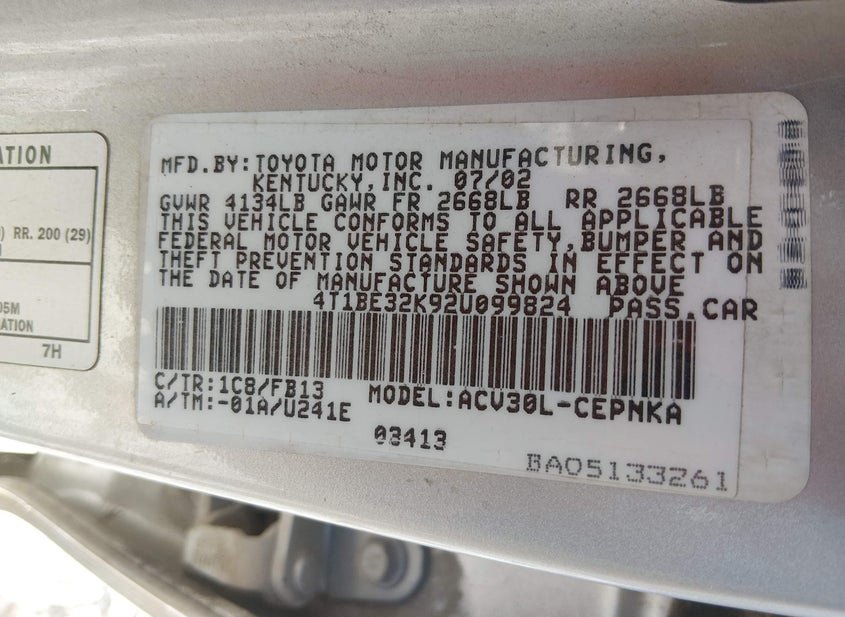 ATION
RR. 200 (29)
05M
ATION
7H
MFD.BY:TOYOTA MOTOR MANUFACTURING,
KENTUCKY,INC. 07/02
GVWR 4134LB GAWR FR 2668LB RR 2668LB
THIS VEHICLE CONFORMS TO ALL APPLICABLE
FEDERAL MOTOR VEHICLE SAFETY,BUMPER AND
THEFT PREVENTION STANDARDS IN EFFECT ON
THE DATE OF MANUFACTURE SHOWN ABOVE
4T1BE32K92U099824 PASS.CAR
C/TR:1C8/FB13 MODEL:ACV30L-CEPNKA
A/TM:-01A/U241E
03413
BA05133261